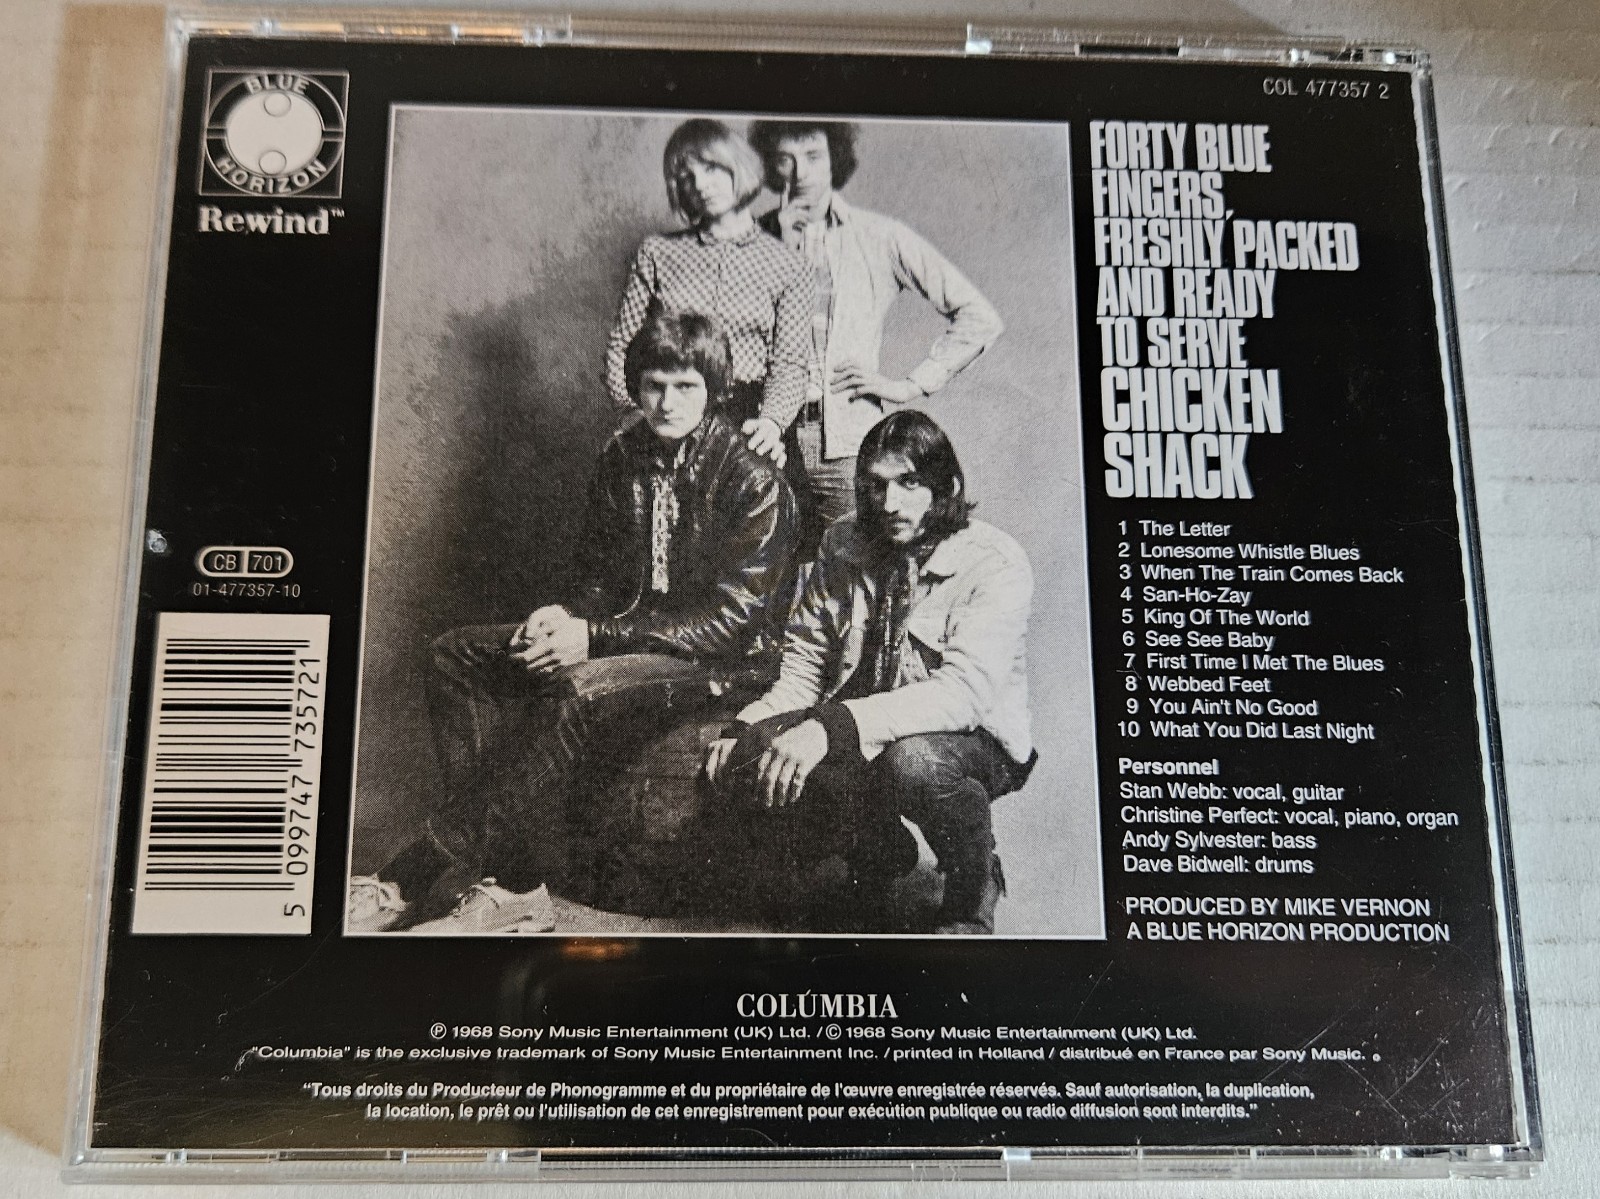 BLUE
HORIZON
Rewind™
COL 477357 2
FORTY BLUE
FINGERS,
FRESHLY PACKED
AND READY
TO SERVE
CHICKEN
SHACK
1 The Letter
2 Lonesome Whistle Blues
3 When The Train Comes Back
4 San-Ho-Zay
5 King Of The World
6 See See Baby
7 First Time I Met The Blues
8 Webbed Feet
9 You Ain't No Good
10 What You Did Last Night
Personnel
Stan Webb: vocal, guitar
Christine Perfect: vocal, piano, organ
Andy Sylvester: bass
Dave Bidwell: drums
PRODUCED BY MIKE VERNON
A BLUE HORIZON PRODUCTION
CB 701
01-477357-10
5 099747 735721
COLÚMBIA
℗ 1968 Sony Music Entertainment (UK) Ltd. / © 1968 Sony Music Entertainment (UK) Ltd.
"Columbia" is the exclusive trademark of Sony Music Entertainment Inc. / printed in Holland / distribué en France par Sony Music.
“Tous droits du Producteur de Phonogramme et du propriétaire de l'œuvre enregistrée réservés. Sauf autorisation, la duplication,
la location, le prêt ou l'utilisation de cet enregistrement pour exécution publique ou radio diffusion sont interdits.”